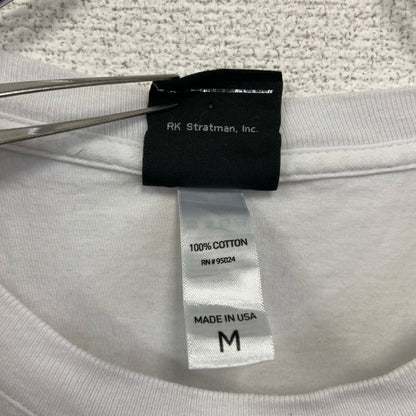 RK Stratman, Inc.
100% COTTON
RN # 95024
MADE IN USA
M